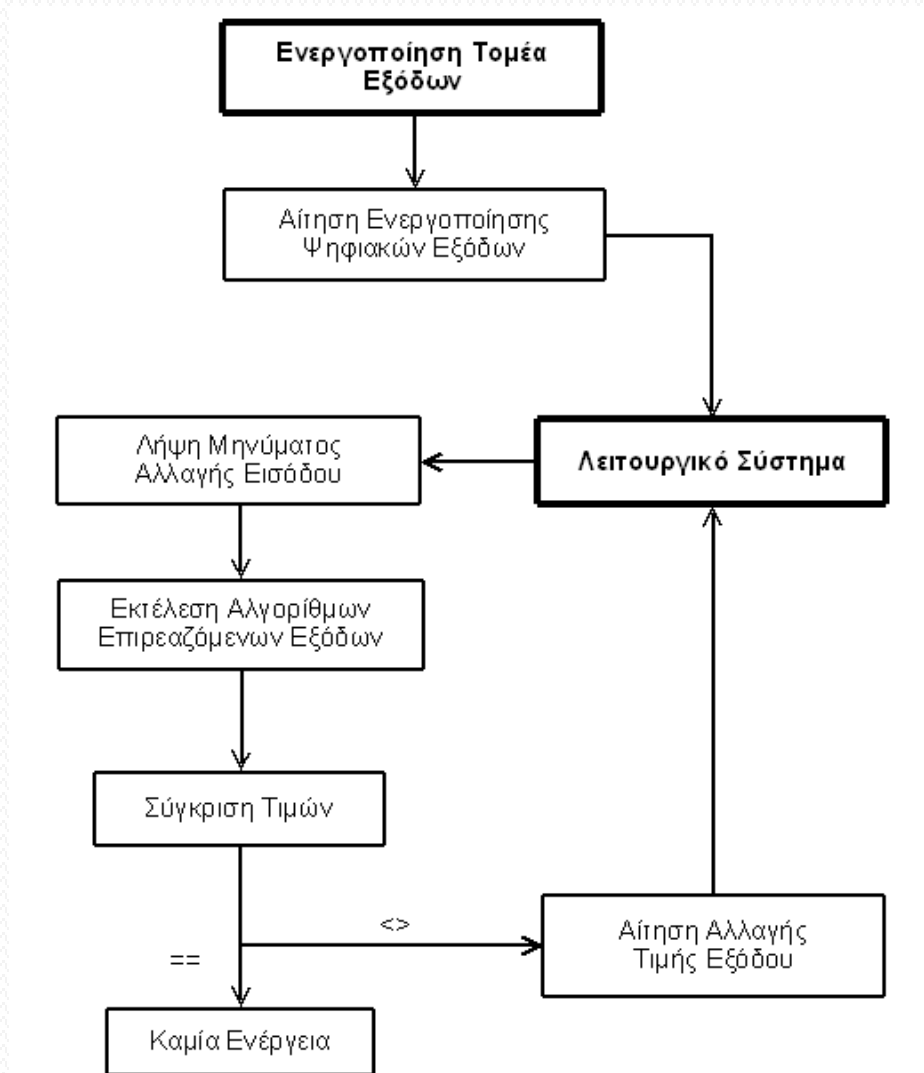 Ενεργοποίηση Τομέα
Εξόδων
Αίτηση Ενεργοποίησης
Ψηφιακών Εξόδων
Λήψη Μηνύματος
Αλλαγής Εισόδου
Λειτουργικό Σύστημα
Εκτέλεση Αλγορίθμων
Επιρεαζόμενων Εξόδων
Σύγκριση Τιμών
<>
Αίτηση Αλλαγής
Τιμής Εξόδου
==
Καμία Ενέργεια